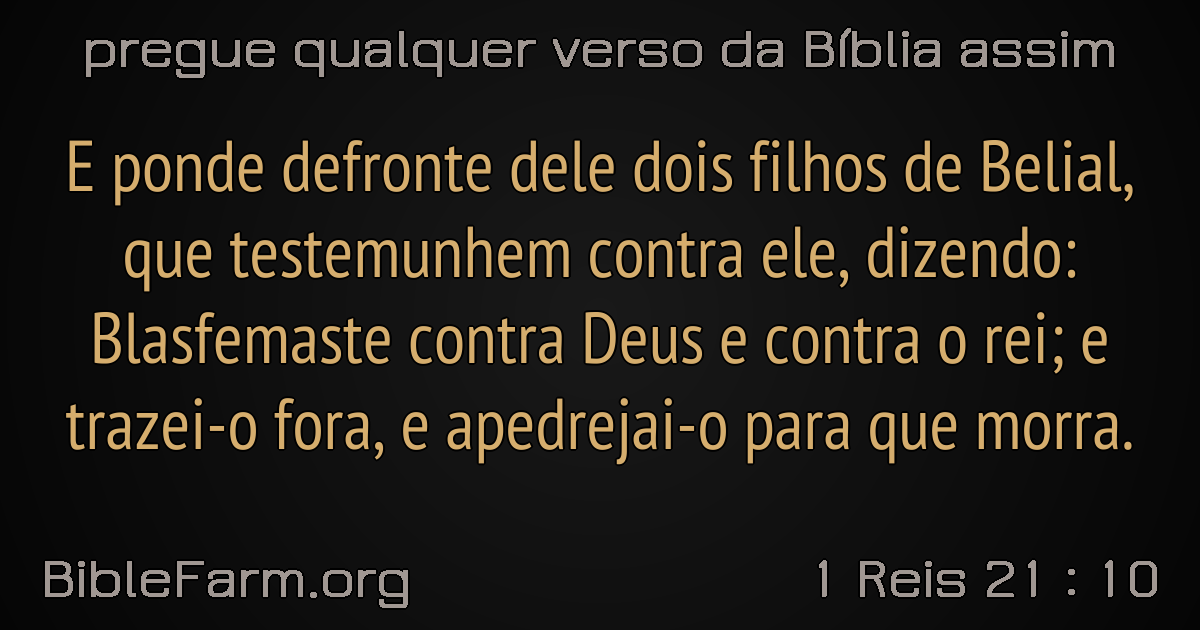 pregue qualquer verso da Bíblia assim
E ponde defronte dele dois filhos de Belial,
que testemunhem contra ele, dizendo:
Blasfemaste contra Deus e contra o rei; e
trazei-o fora, e apedrejai-o para que morra.
BibleFarm.org
1 Reis 21 : 10